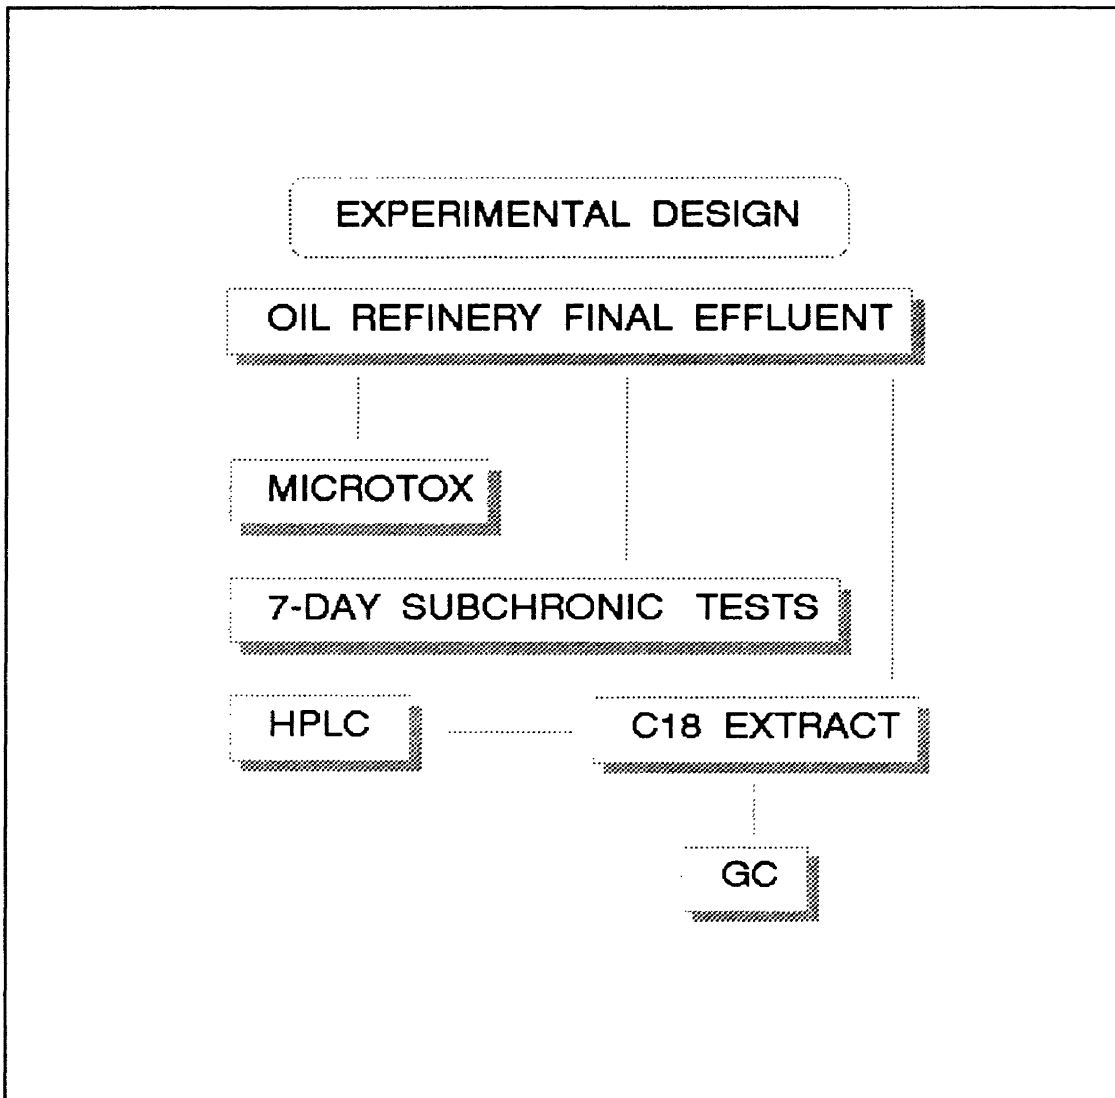 EXPERIMENTAL DESIGN
OIL REFINERY FINAL EFFLUENT
MICROTOX
7-DAY SUBCHRONIC TESTS
HPLC
C18 EXTRACT
GC